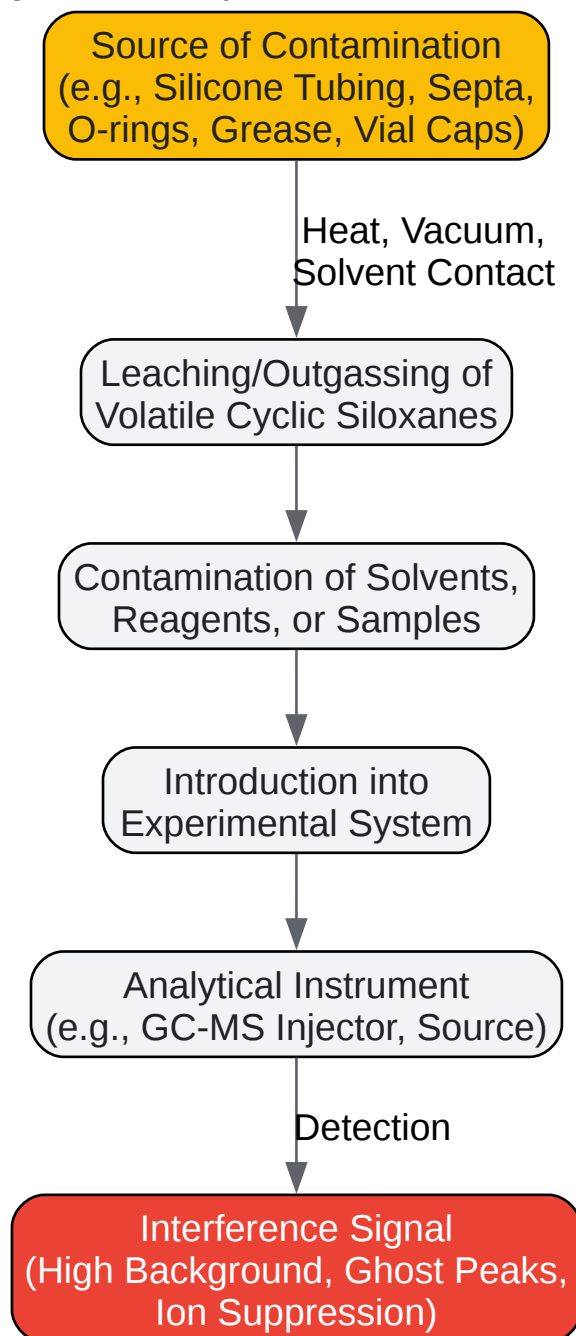 Source of Contamination
(e.g., Silicone Tubing, Septa,
O-rings, Grease, Vial Caps)
Heat, Vacuum,
Solvent Contact
Leaching/Outgassing of
Volatile Cyclic Siloxanes
Contamination of Solvents,
Reagents, or Samples
Introduction into
Experimental System
Analytical Instrument
(e.g., GC-MS Injector, Source)
Detection
Interference Signal
(High Background, Ghost Peaks,
Ion Suppression)